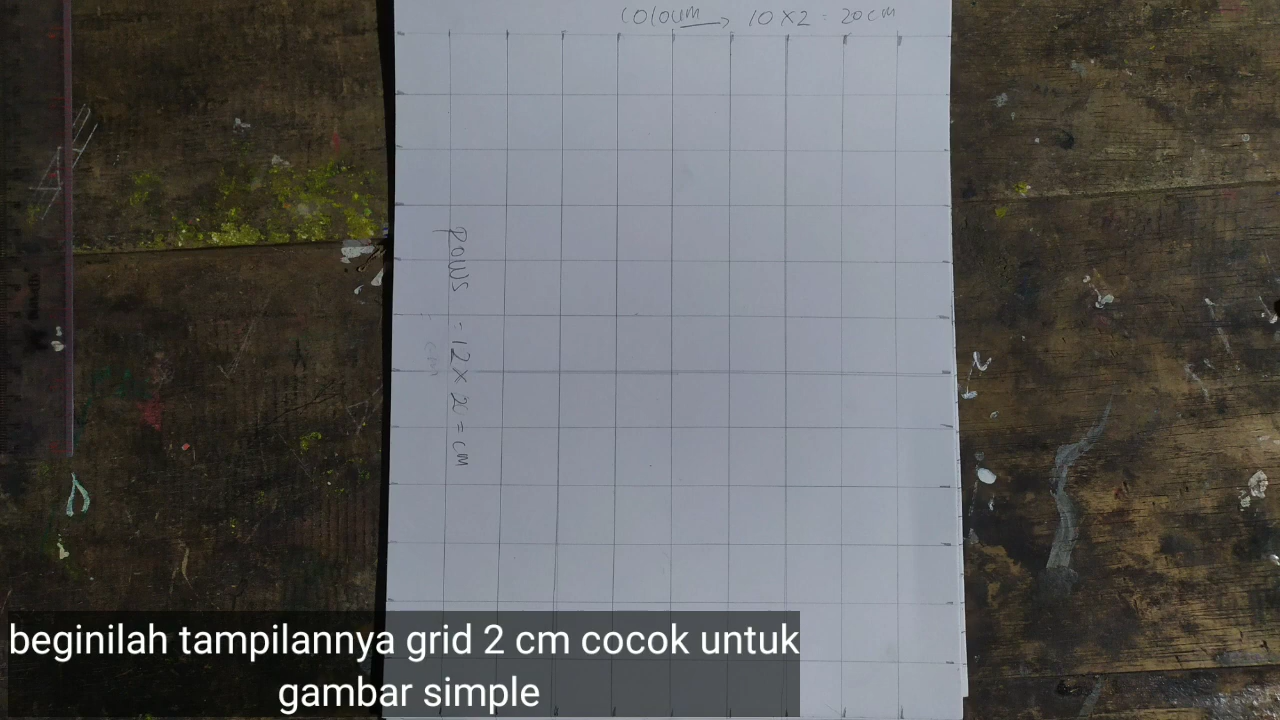 coloum → 10 x 2 = 20 cm
Rows = 12 x 2 = cm
beginilah tampilannya grid 2 cm cocok untuk
gambar simple